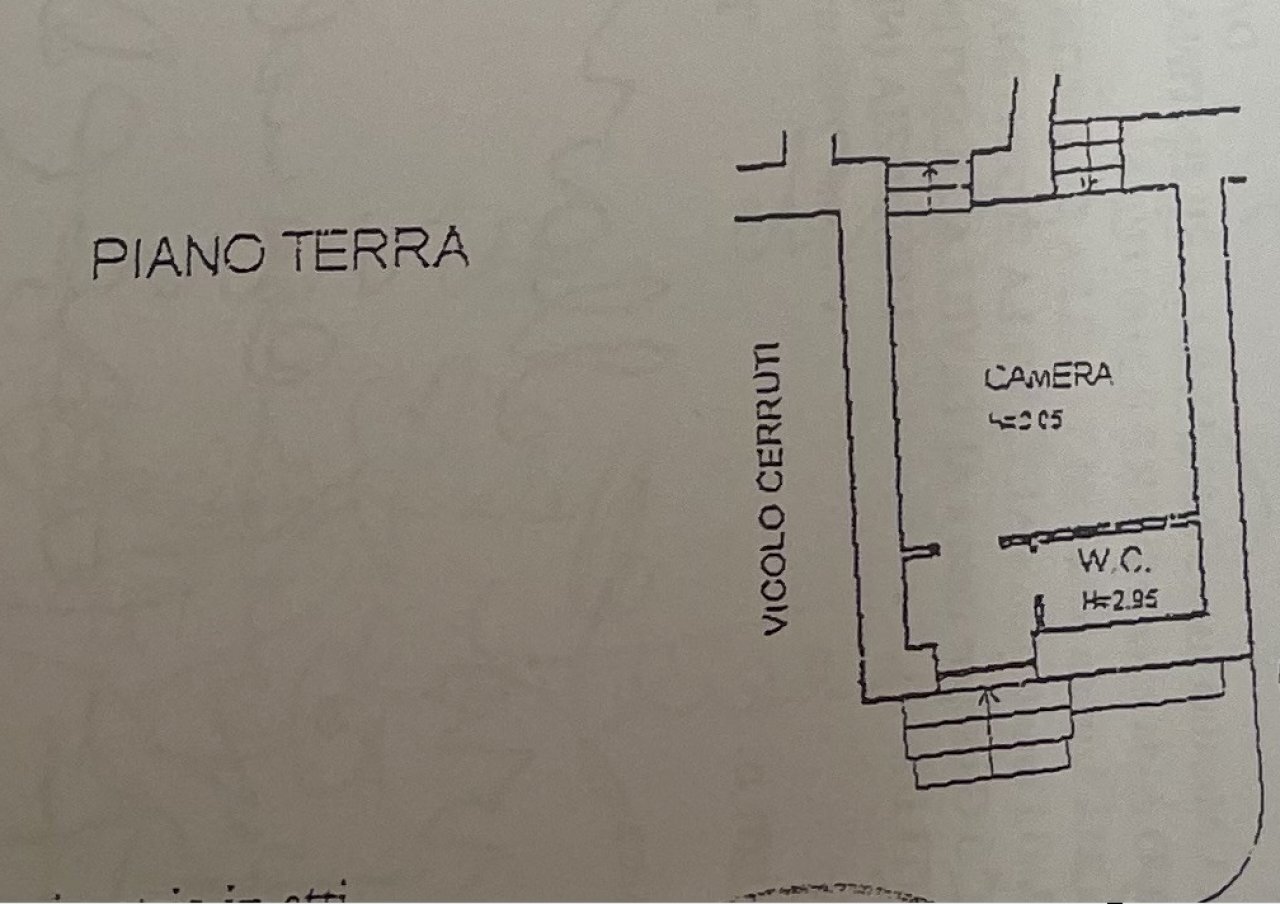 PIANO TERRA
VICOLO CERRUTI
CAMERA
W.C.
H=2.95